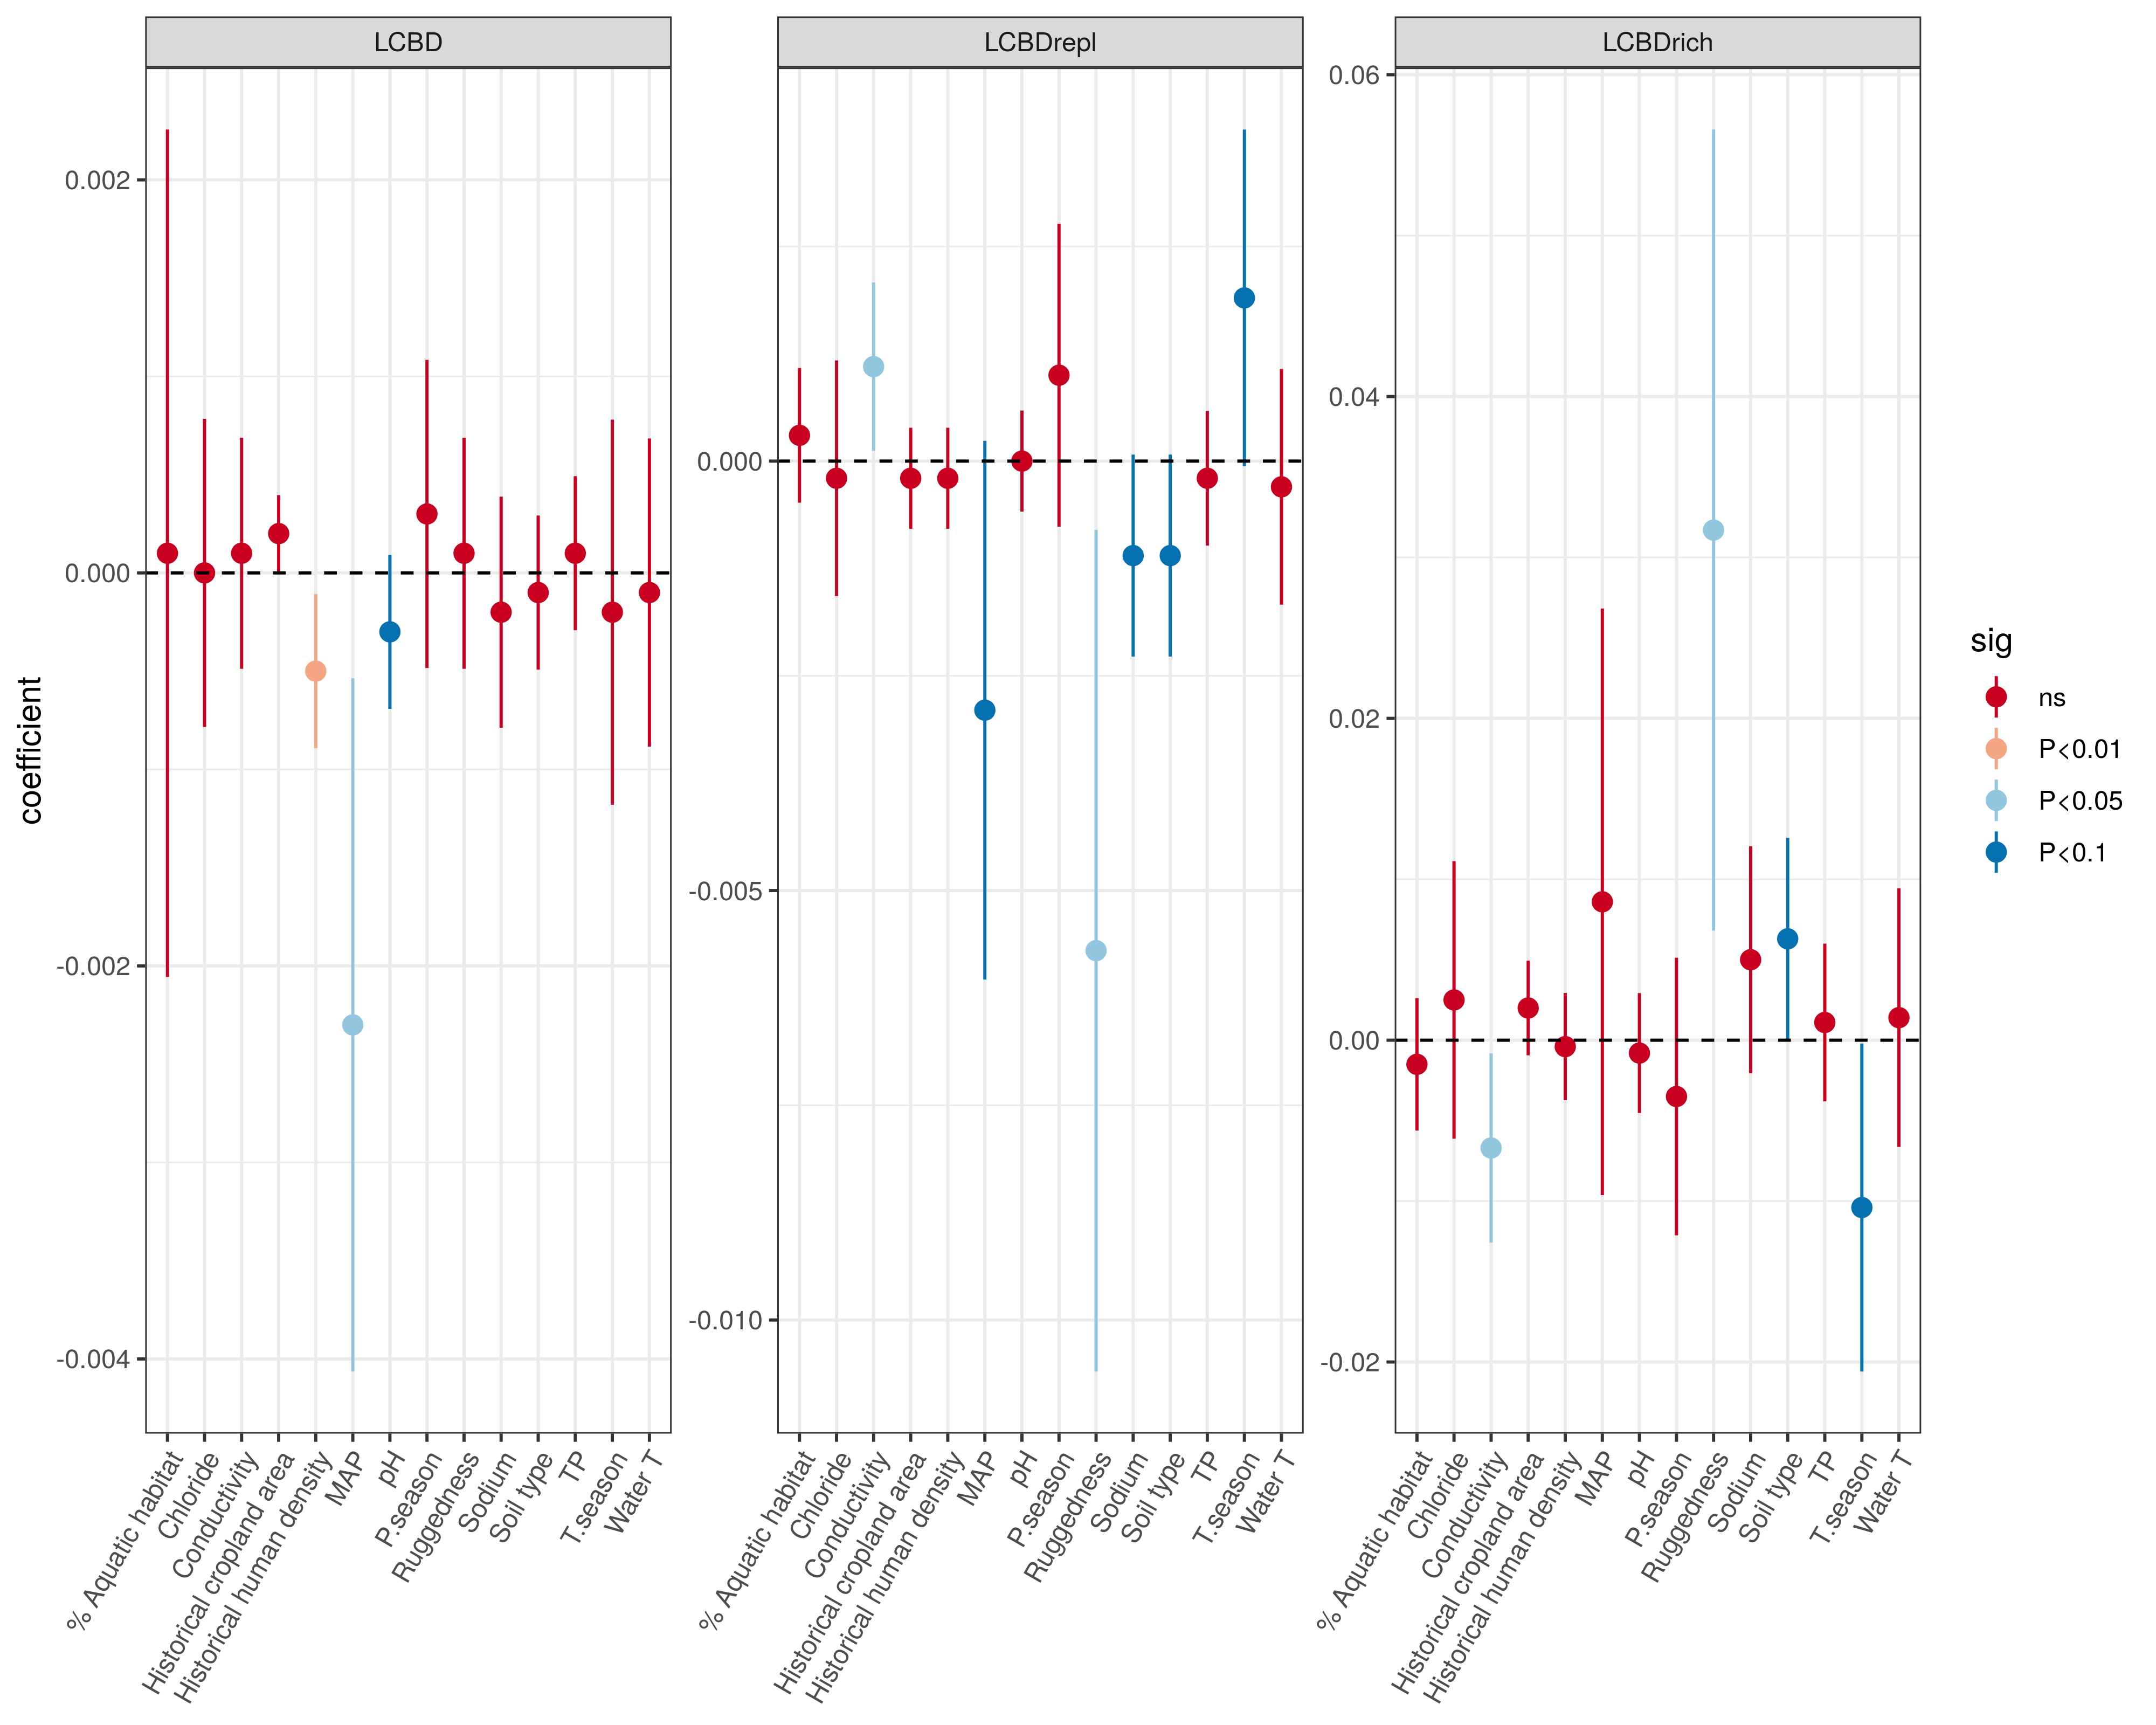 LCBD
LCBDrepl
LCBDrich
coefficient
0.002
0.000
-0.002
-0.004
0.000
-0.005
-0.010
0.06
0.04
0.02
0.00
-0.02
% Aquatic habitat
Chloride
Conductivity
Historical cropland area
Historical human density
MAP
pH
P.season
Ruggedness
Sodium
Soil type
TP
T.season
Water T
% Aquatic habitat
Chloride
Conductivity
Historical cropland area
Historical human density
MAP
pH
P.season
Ruggedness
Sodium
Soil type
TP
T.season
Water T
% Aquatic habitat
Chloride
Conductivity
Historical cropland area
Historical human density
MAP
pH
P.season
Ruggedness
Sodium
Soil type
TP
T.season
Water T
sig
ns
P<0.01
P<0.05
P<0.1